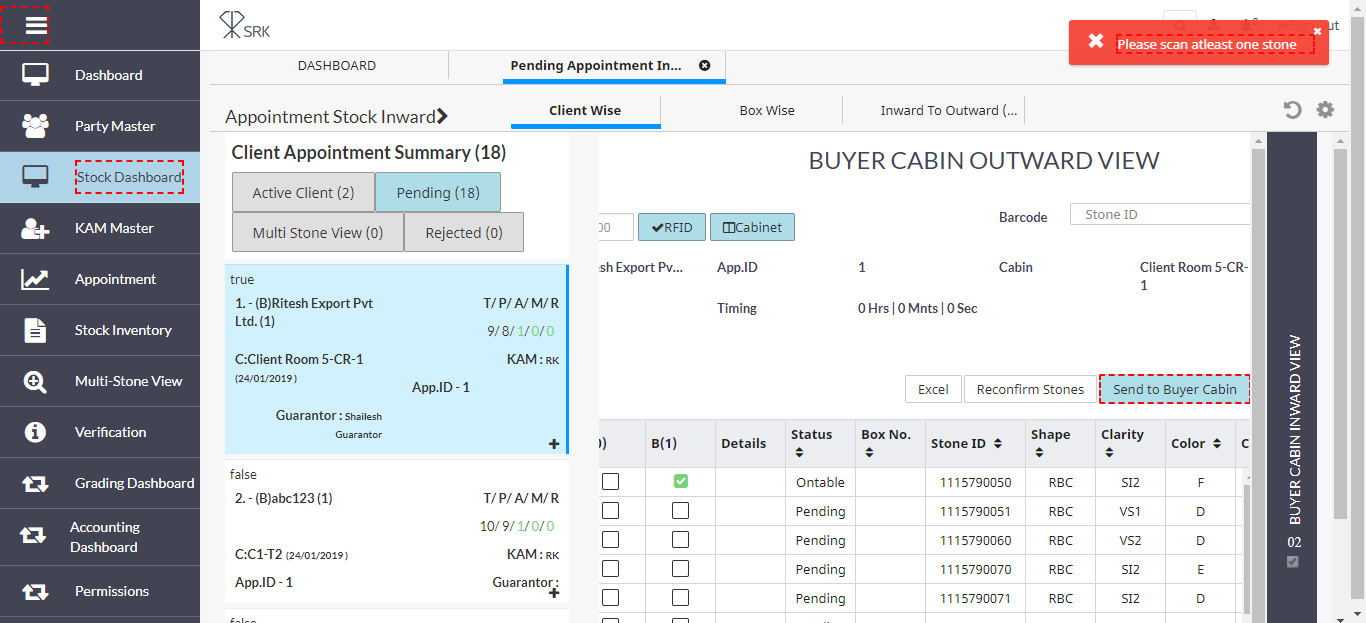 SRK
Please scan atleast one stone
Dashboard
Party Master
Stock Dashboard
KAM Master
Appointment
Stock Inventory
Multi-Stone View
Verification
Grading Dashboard
Accounting
Dashboard
Permissions
DASHBOARD
Pending Appointment In...
Appointment Stock Inward
Client Wise
Box Wise
Inward To Outward (...
Client Appointment Summary (18)
Active Client (2)
Pending (18)
Multi Stone View (0)
Rejected (0)
true
1. - (B)Ritesh Export Pvt
Ltd. (1)
T/ P/ A/ M/ R
9/ 8/ 1/ 0/ 0
C:Client Room 5-CR-1
(24/01/2019 )
KAM : RK
App.ID - 1
Guarantor : Shailesh
Guarantor
false
2. - (B)abc123 (1)
T/ P/ A/ M/ R
10/ 9/ 1/ 0/ 0
C:C1-T2 (24/01/2019 )
KAM : RK
App.ID - 1
Guarantor :
false
BUYER CABIN OUTWARD VIEW
00
RFID
Cabinet
Barcode
Stone ID
sh Export Pv...
App.ID
1
Cabin
Client Room 5-CR-
1
Timing
0 Hrs | 0 Mnts | 0 Sec
Excel
Reconfirm Stones
Send to Buyer Cabin
0)
B(1)
Details
Status
Box No.
Stone ID
Shape
Clarity
Color
C
Ontable 1115790050 RBC SI2 F
Pending 1115790051 RBC VS1 D
Pending 1115790060 RBC VS2 D
Pending 1115790070 RBC SI2 E
Pending 1115790071 RBC SI2 D
BUYER CABIN INWARD VIEW
02